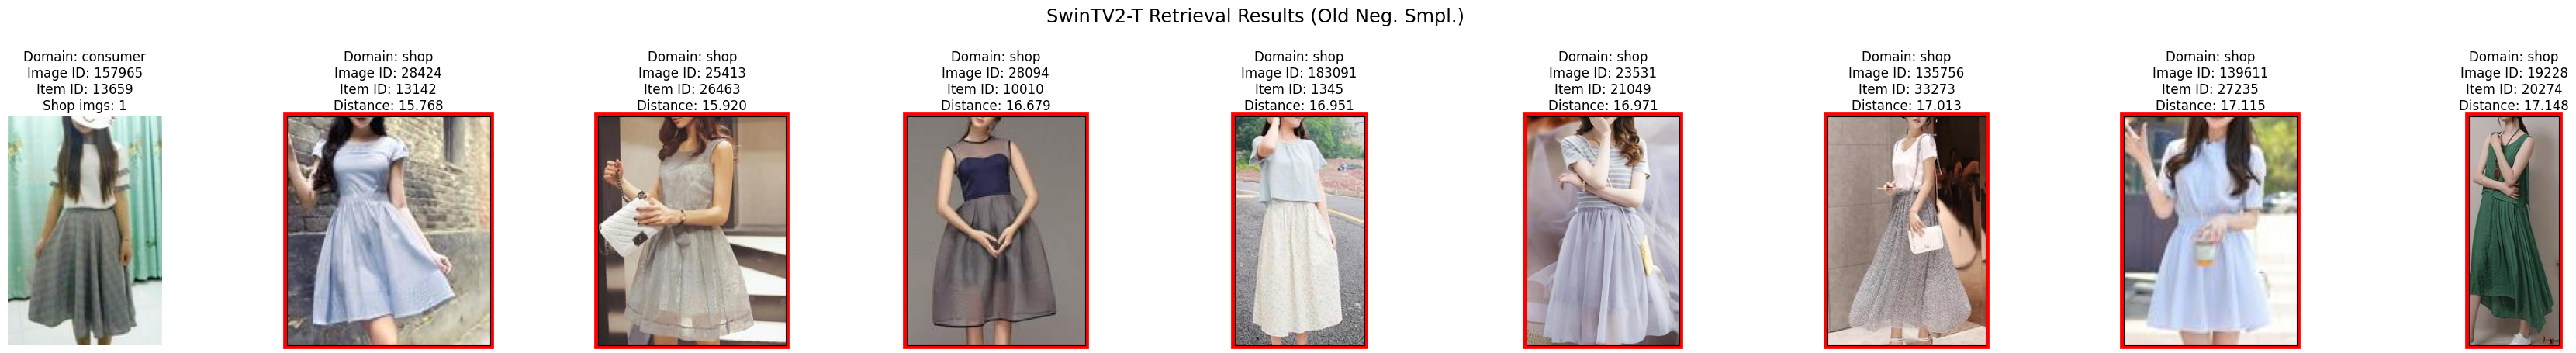 SwinTV2-T Retrieval Results (Old Neg. Smpl.)
Domain: consumer
Image ID: 157965
Item ID: 13659
Shop imgs: 1
Domain: shop
Image ID: 28424
Item ID: 13142
Distance: 15.768
Domain: shop
Image ID: 25413
Item ID: 26463
Distance: 15.920
Domain: shop
Image ID: 28094
Item ID: 10010
Distance: 16.679
Domain: shop
Image ID: 183091
Item ID: 1345
Distance: 16.951
Domain: shop
Image ID: 23531
Item ID: 21049
Distance: 16.971
Domain: shop
Image ID: 135756
Item ID: 33273
Distance: 17.013
Domain: shop
Image ID: 139611
Item ID: 27235
Distance: 17.115
Domain: shop
Image ID: 19228
Item ID: 20274
Distance: 17.148